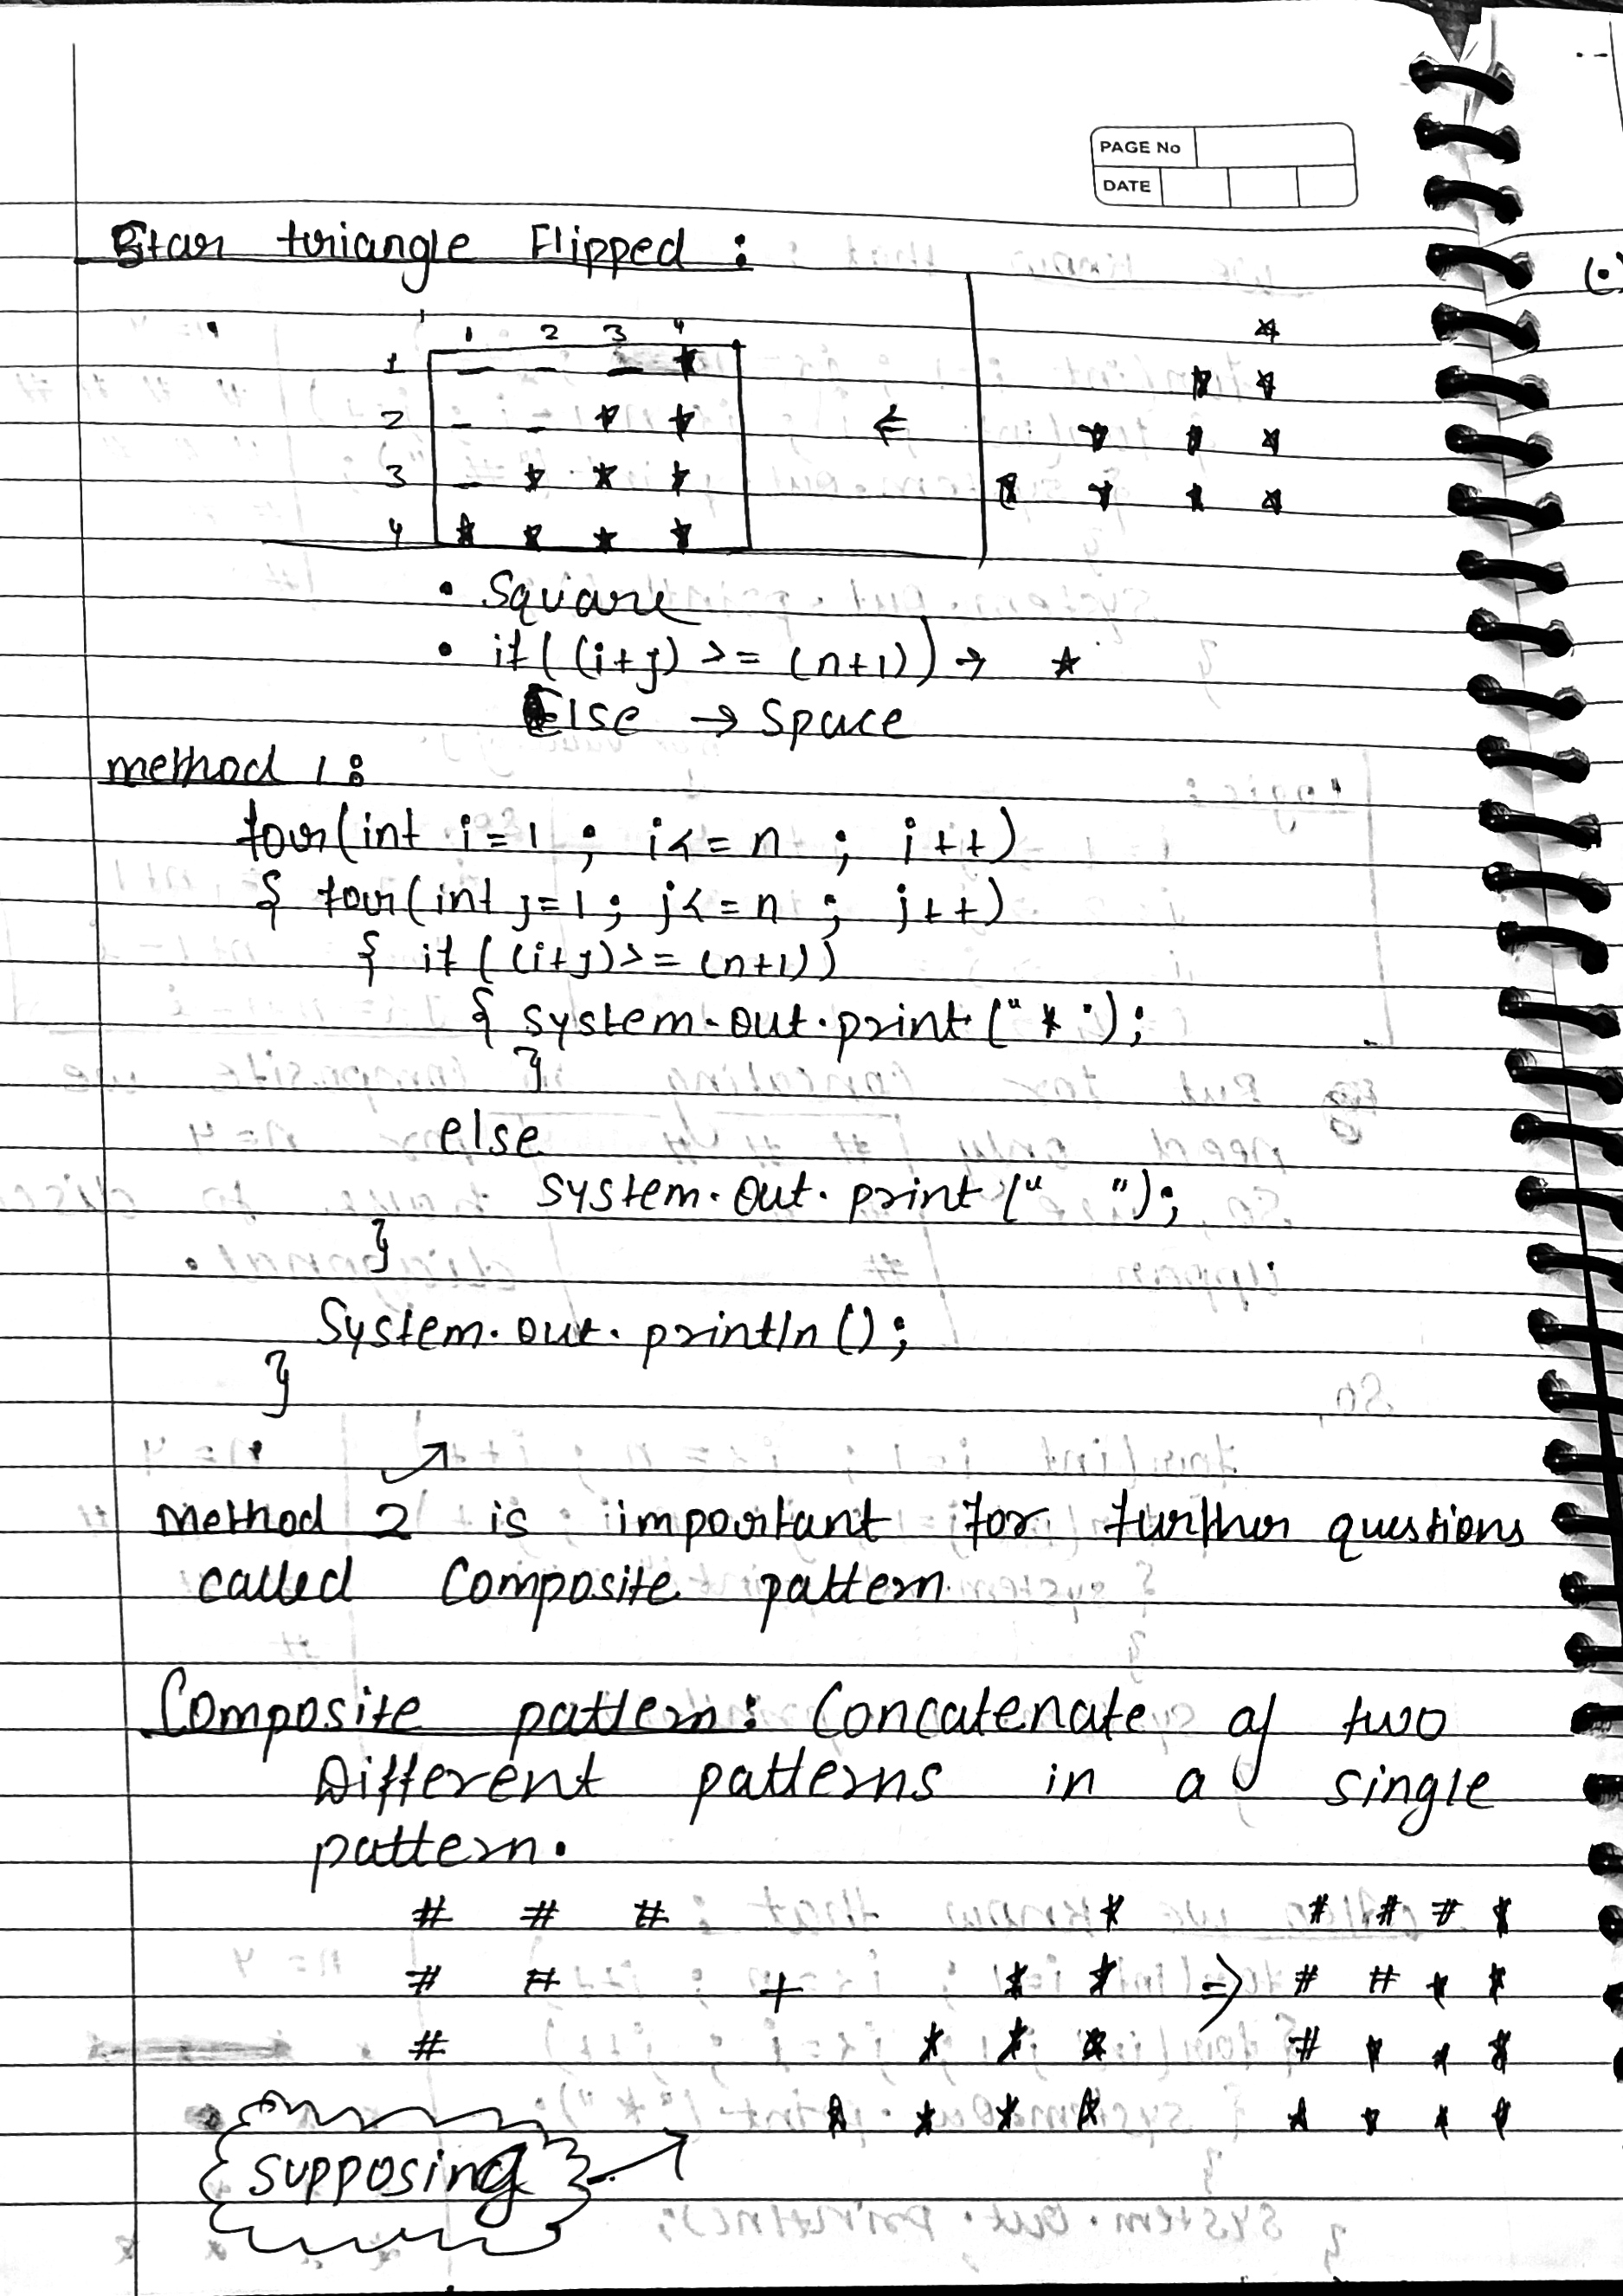 PAGE No
DATE
Star triangle Flipped :
1 2 3 4
1 _ _ _ *
2 _ _ * *
3 _ * * *
4 * * * *
←
*
* *
* * *
* * * *
• Square
• if((i+j) >= (n+1)) → *
Else → Space
method 1 :
for(int i=1 ; i<=n ; i++)
{ for(int j=1; j<=n ; j++)
{ if((i+j)>=(n+1))
{ system.out.print("*");
}
else
system.out.print(" ");
}
System.out.println();
}
Method 2 is important for further questions
called Composite pattern
Composite pattern: Concatenate of two
Different patterns in a single
pattern.
# # # * # # # *
# # + * * => # # * *
# * * * # * * *
* * * * * * * *
supposing